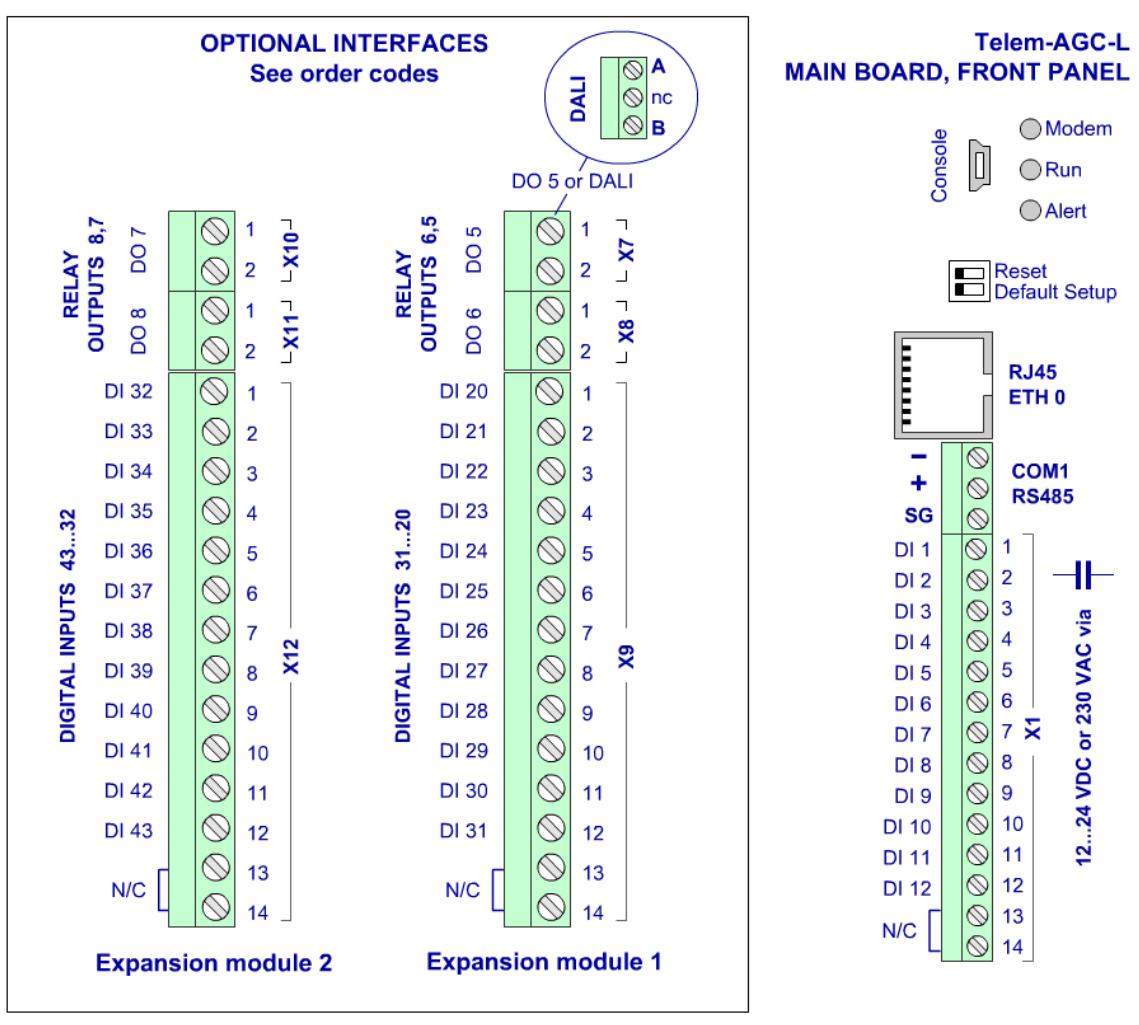 OPTIONAL INTERFACES
See order codes
DALI
A
nc
B
DO 5 or DALI
RELAY
OUTPUTS 8,7
DO 7
1
2
X10
DO 8
1
2
X11
DIGITAL INPUTS 43...32
DI 32 1
DI 33 2
DI 34 3
DI 35 4
DI 36 5
DI 37 6
DI 38 7
DI 39 8
DI 40 9
DI 41 10
DI 42 11
DI 43 12
N/C
13
14
X12
Expansion module 2
RELAY
OUTPUTS 6,5
DO 5
1
2
X7
DO 6
1
2
X8
DIGITAL INPUTS 31...20
DI 20 1
DI 21 2
DI 22 3
DI 23 4
DI 24 5
DI 25 6
DI 26 7
DI 27 8
DI 28 9
DI 29 10
DI 30 11
DI 31 12
N/C
13
14
X9
Expansion module 1
Telem-AGC-L
MAIN BOARD, FRONT PANEL
Console
Modem
Run
Alert
Reset
Default Setup
RJ45
ETH 0
–
+
SG
COM1
RS485
DI 1 1
DI 2 2
DI 3 3
DI 4 4
DI 5 5
DI 6 6
DI 7 7
DI 8 8
DI 9 9
DI 10 10
DI 11 11
DI 12 12
N/C
13
14
X1
12...24 VDC or 230 VAC via